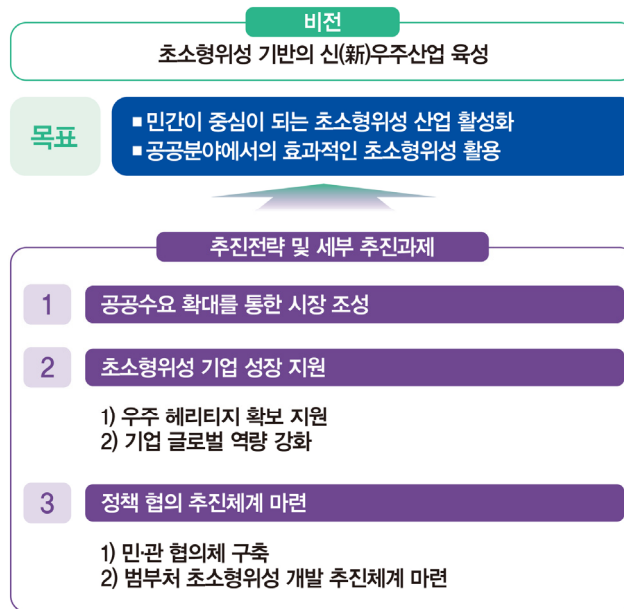 비전
초소형위성 기반의 신(新)우주산업 육성
목표
■ 민간이 중심이 되는 초소형위성 산업 활성화
■ 공공분야에서의 효과적인 초소형위성 활용
추진전략 및 세부 추진과제
1 공공수요 확대를 통한 시장 조성
2 초소형위성 기업 성장 지원
1) 우주 헤리티지 확보 지원
2) 기업 글로벌 역량 강화
3 정책 협의 추진체계 마련
1) 민·관 협의체 구축
2) 범부처 초소형위성 개발 추진체계 마련